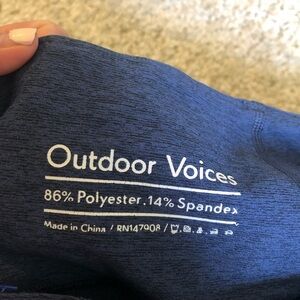 Outdoor Voices
86% Polyester.14% Spandex
Made in China / RN147908 /